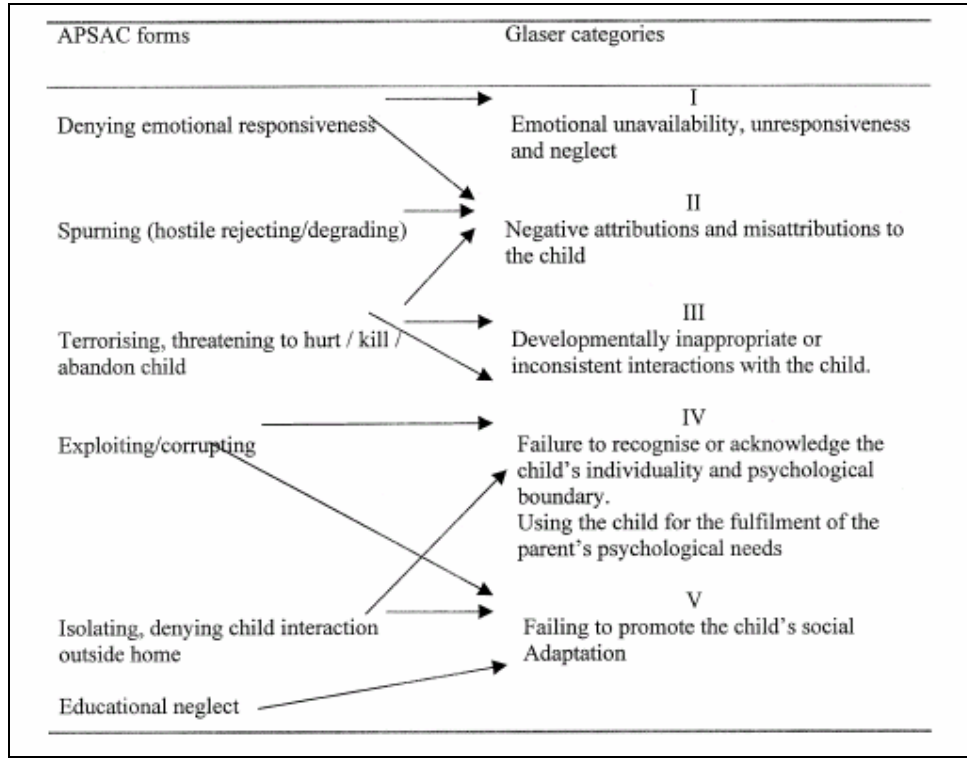 APSAC forms
Glaser categories
Denying emotional responsiveness
I
Emotional unavailability, unresponsiveness
and neglect
Spurning (hostile rejecting/degrading)
II
Negative attributions and misattributions to
the child
Terrorising, threatening to hurt / kill /
abandon child
III
Developmentally inappropriate or
inconsistent interactions with the child.
Exploiting/corrupting
IV
Failure to recognise or acknowledge the
child's individuality and psychological
boundary.
Using the child for the fulfilment of the
parent's psychological needs
Isolating, denying child interaction
outside home
V
Failing to promote the child's social
Adaptation
Educational neglect